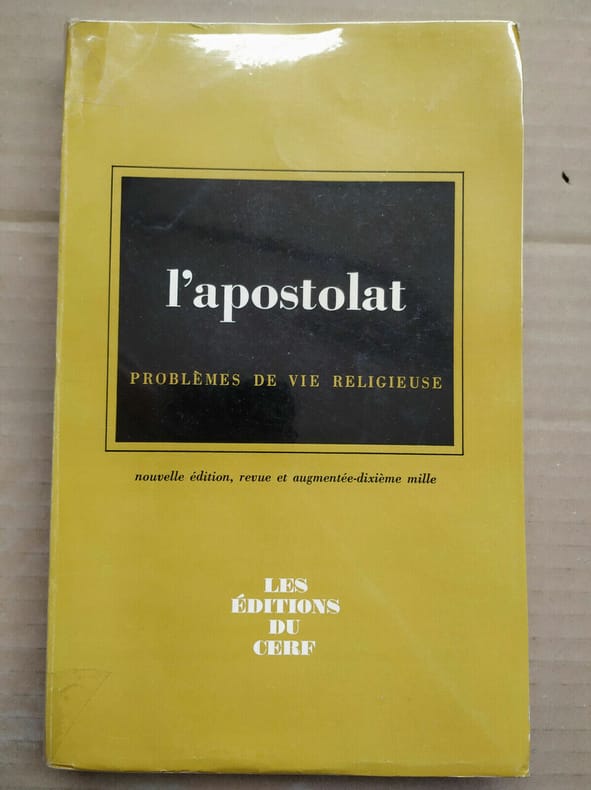 l'apostolat
PROBLÈMES DE VIE RELIGIEUSE
nouvelle édition, revue et augmentée-dixième mille
LES
ÉDITIONS
DU
CERF